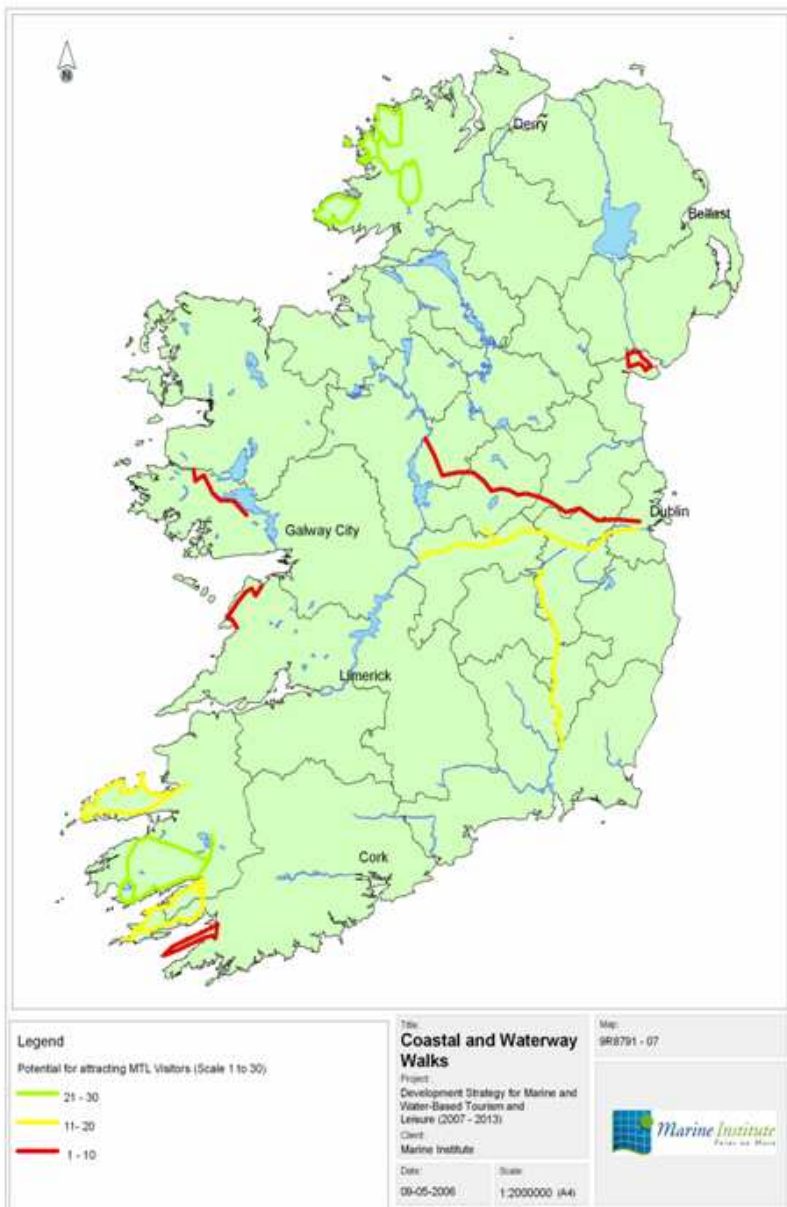 N
Derry
Belfast
Dublin
Galway City
Limerick
Cork
Legend
Potential for attracting MTL Visitors (Scale 1 to 30)
21 - 30
11- 20
1 - 10
Title:
Coastal and Waterway
Walks
Project:
Development Strategy for Marine and
Water-Based Tourism and
Leisure (2007 - 2013)
Client:
Marine Institute
Date:
09-05-2006
Scale:
1:2000000 (A4)
Map:
9R8791 - 07
Marine Institute
Foras na Mara